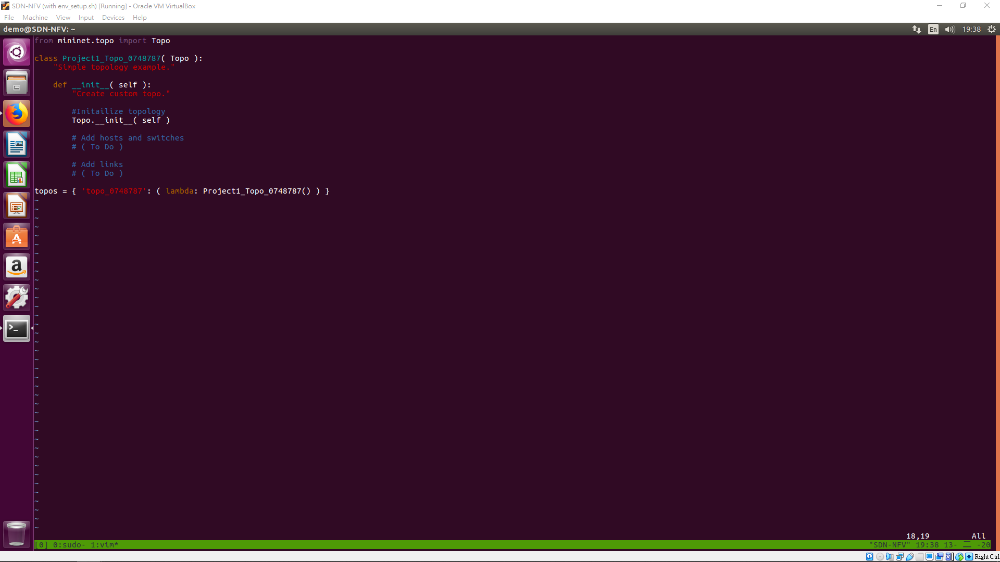 SDN-NFV (with env_setup.sh) [Running] - Oracle VM VirtualBox
File Machine View Input Devices Help
demo@SDN-NFV: ~ En 19:38
from mininet.topo import Topo
class Project1_Topo_0748787( Topo ):
"Simple topology example."
def __init__( self ):
"Create custom topo."
#Initailize topology
Topo.__init__( self )
# Add hosts and switches
# ( To Do )
# Add links
# ( To Do )
topos = { 'topo_0748787': ( lambda: Project1_Topo_0748787() ) }
18,19 All
[0] 0:sudo- 1:vim* "SDN-NFV" 19:38 13- 二 -20
Right Ctrl